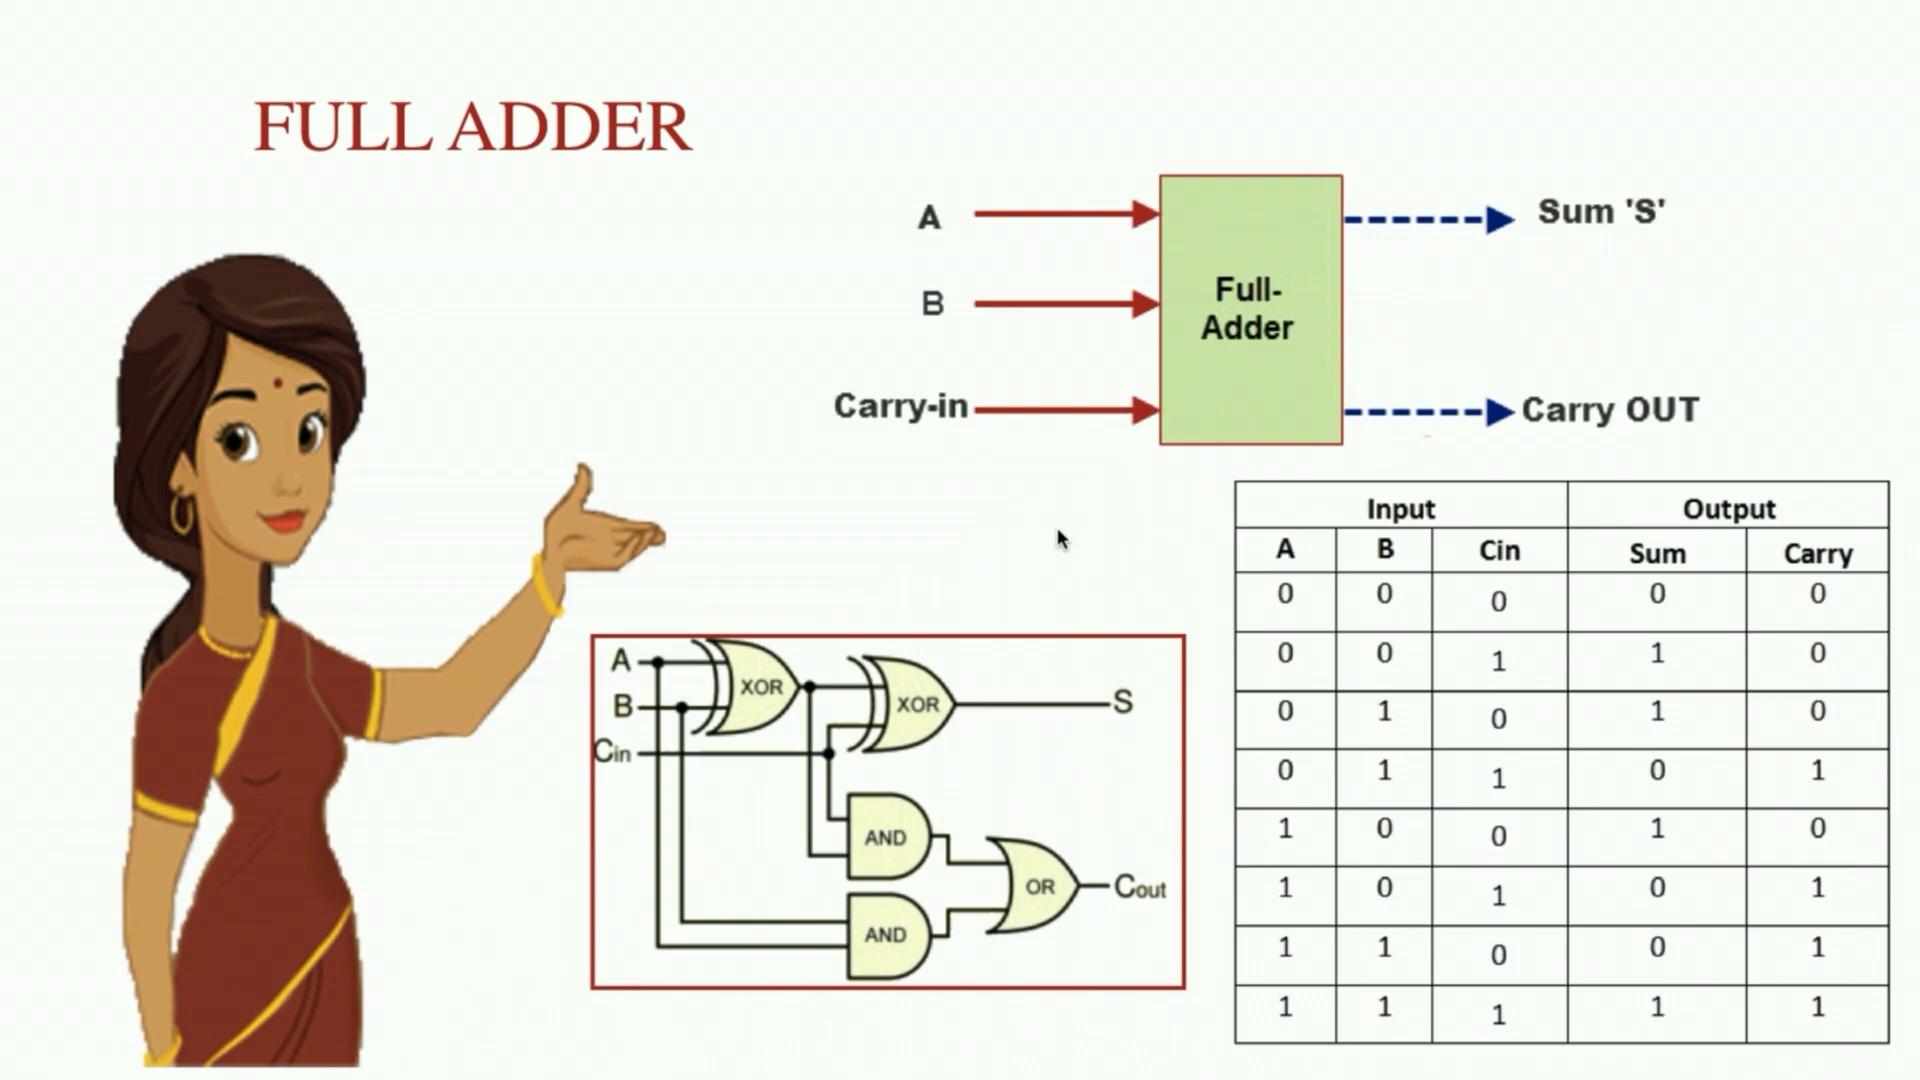 FULL ADDER
A
B
Carry-in
Full-
Adder
Sum 'S'
Carry OUT
A
B
Cin
XOR
XOR
S
AND
AND
OR
Cout
Input Output
A B Cin Sum Carry
0 0 0 0 0
0 0 1 1 0
0 1 0 1 0
0 1 1 0 1
1 0 0 1 0
1 0 1 0 1
1 1 0 0 1
1 1 1 1 1